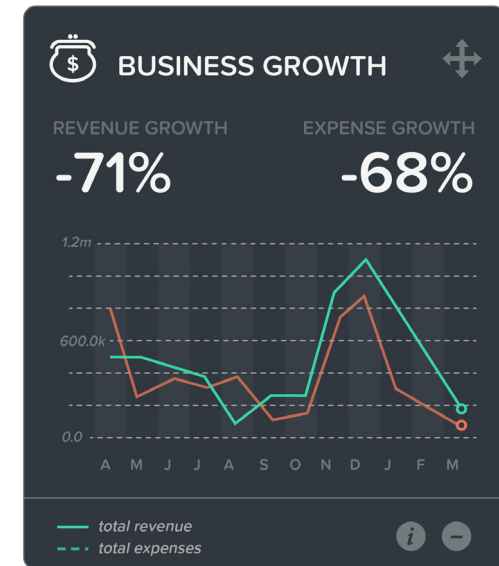 $
BUSINESS GROWTH
REVENUE GROWTH EXPENSE GROWTH
-71% -68%
1.2m
600.0k
0.0
A M J J A S O N D J F M
total revenue
total expenses
i